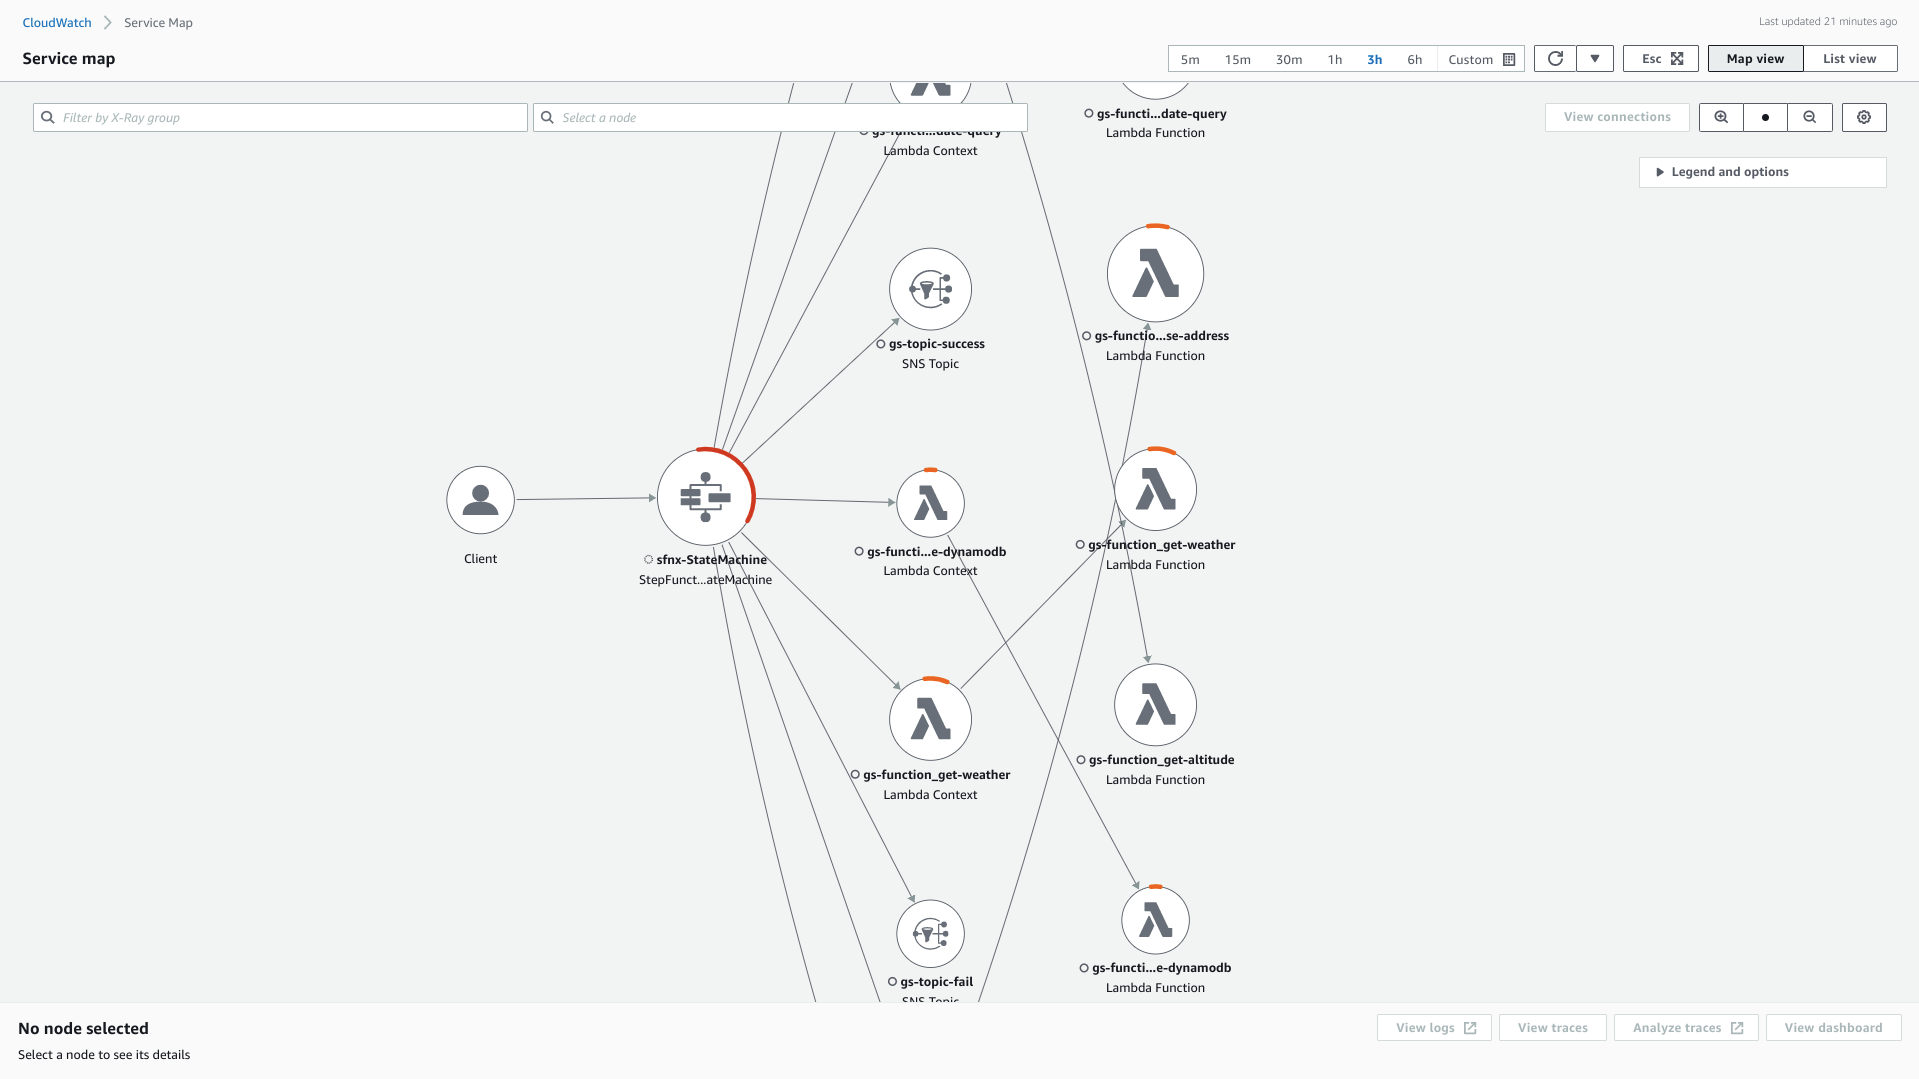 CloudWatch
Service Map
Last updated 21 minutes ago
Service map
5m
15m
30m
1h
3h
6h
Custom
Esc
Map view
List view
Filter by X-Ray group
Select a node
View connections
Legend and options
gs-functi...date-query
Lambda Context
gs-functi...date-query
Lambda Function
gs-topic-success
SNS Topic
gs-functio...se-address
Lambda Function
Client
sfnx-StateMachine
StepFunct...ateMachine
gs-functi...e-dynamodb
Lambda Context
gs-function_get-weather
Lambda Function
gs-function_get-weather
Lambda Context
gs-function_get-altitude
Lambda Function
gs-topic-fail
SNS Topic
gs-functi...e-dynamodb
Lambda Function
No node selected
Select a node to see its details
View logs
View traces
Analyze traces
View dashboard